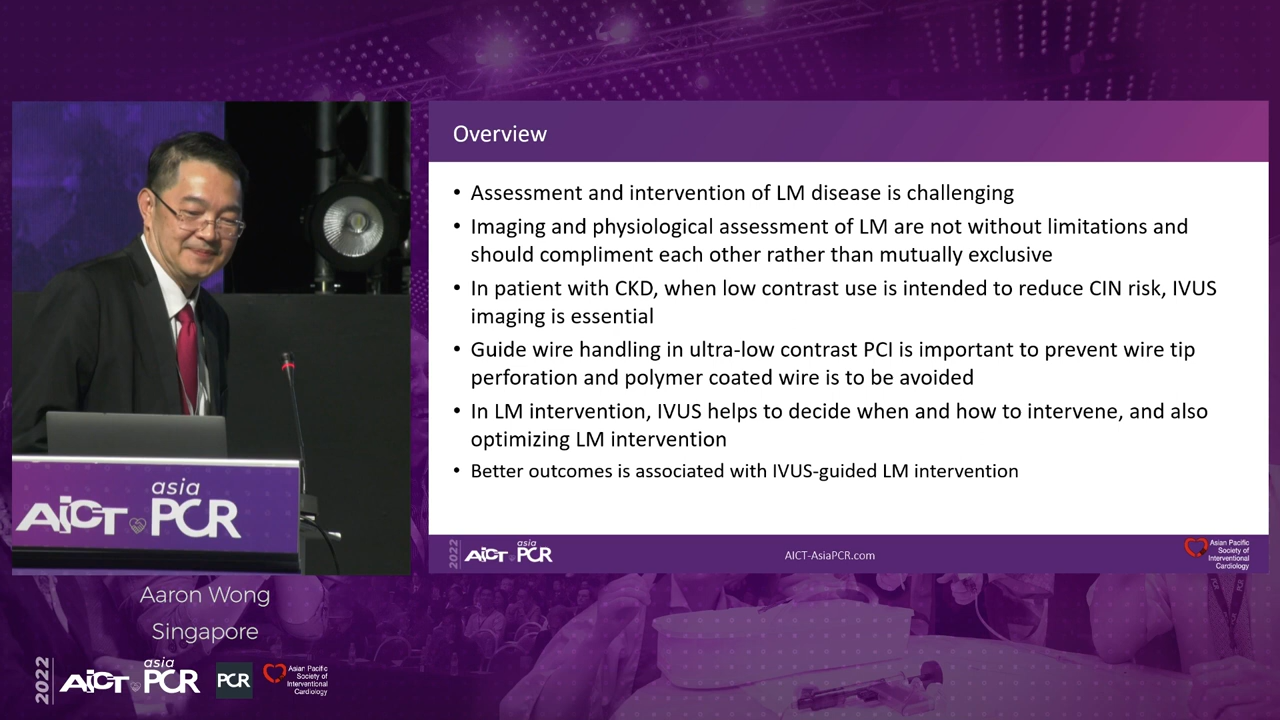 Overview
• Assessment and intervention of LM disease is challenging
• Imaging and physiological assessment of LM are not without limitations and
should compliment each other rather than mutually exclusive
• In patient with CKD, when low contrast use is intended to reduce CIN risk, IVUS
imaging is essential
• Guide wire handling in ultra-low contrast PCI is important to prevent wire tip
perforation and polymer coated wire is to be avoided
• In LM intervention, IVUS helps to decide when and how to intervene, and also
optimizing LM intervention
• Better outcomes is associated with IVUS-guided LM intervention
2022 AICT asia PCR
AICT-AsiaPCR.com
Asian Pacific
Society of
Interventional
Cardiology
AICT asia PCR
Aaron Wong
Singapore
2022 AICT asia PCR
PCR
Asian Pacific
Society of
Interventional
Cardiology